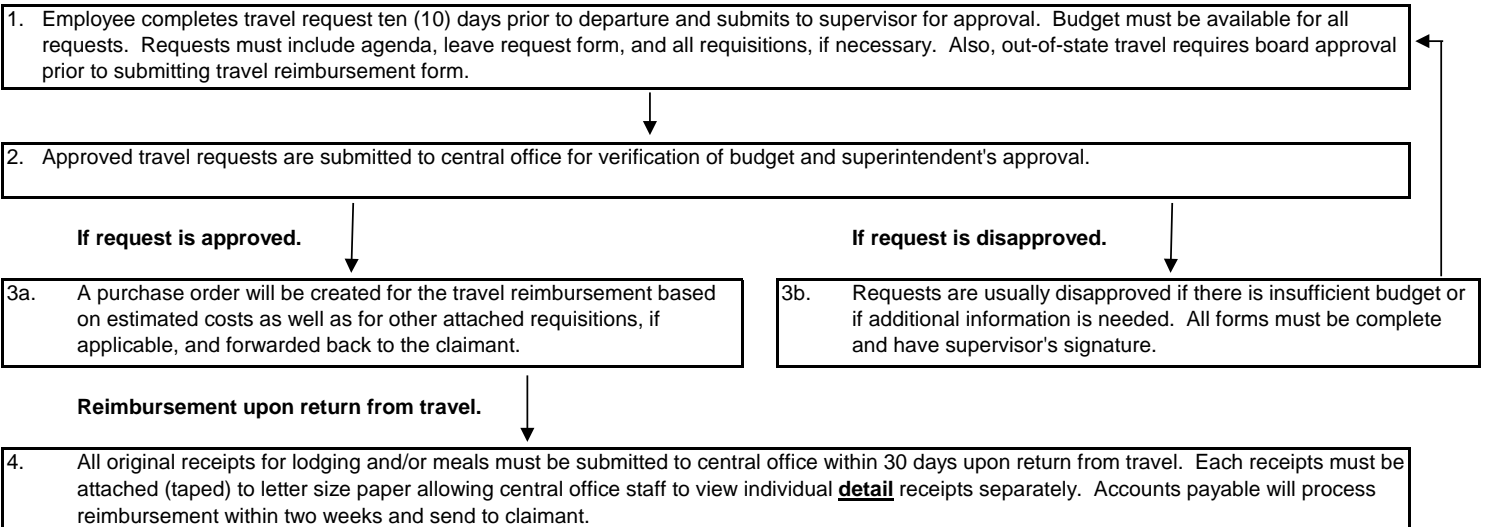 1. Employee completes travel request ten (10) days prior to departure and submits to supervisor for approval. Budget must be available for all
requests. Requests must include agenda, leave request form, and all requisitions, if necessary. Also, out-of-state travel requires board approval
prior to submitting travel reimbursement form.
2. Approved travel requests are submitted to central office for verification of budget and superintendent's approval.
If request is approved.
If request is disapproved.
3a. A purchase order will be created for the travel reimbursement based
on estimated costs as well as for other attached requisitions, if
applicable, and forwarded back to the claimant.
3b. Requests are usually disapproved if there is insufficient budget or
if additional information is needed. All forms must be complete
and have supervisor's signature.
Reimbursement upon return from travel.
4. All original receipts for lodging and/or meals must be submitted to central office within 30 days upon return from travel. Each receipts must be
attached (taped) to letter size paper allowing central office staff to view individual detail receipts separately. Accounts payable will process
reimbursement within two weeks and send to claimant.